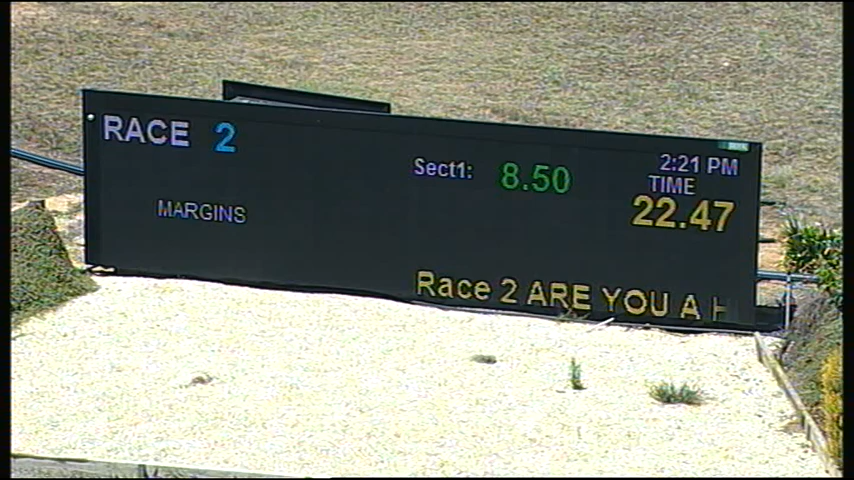 RACE 2
2:21 PM
Sect1: 8.50
TIME
22.47
MARGINS
Race 2 ARE YOU A H